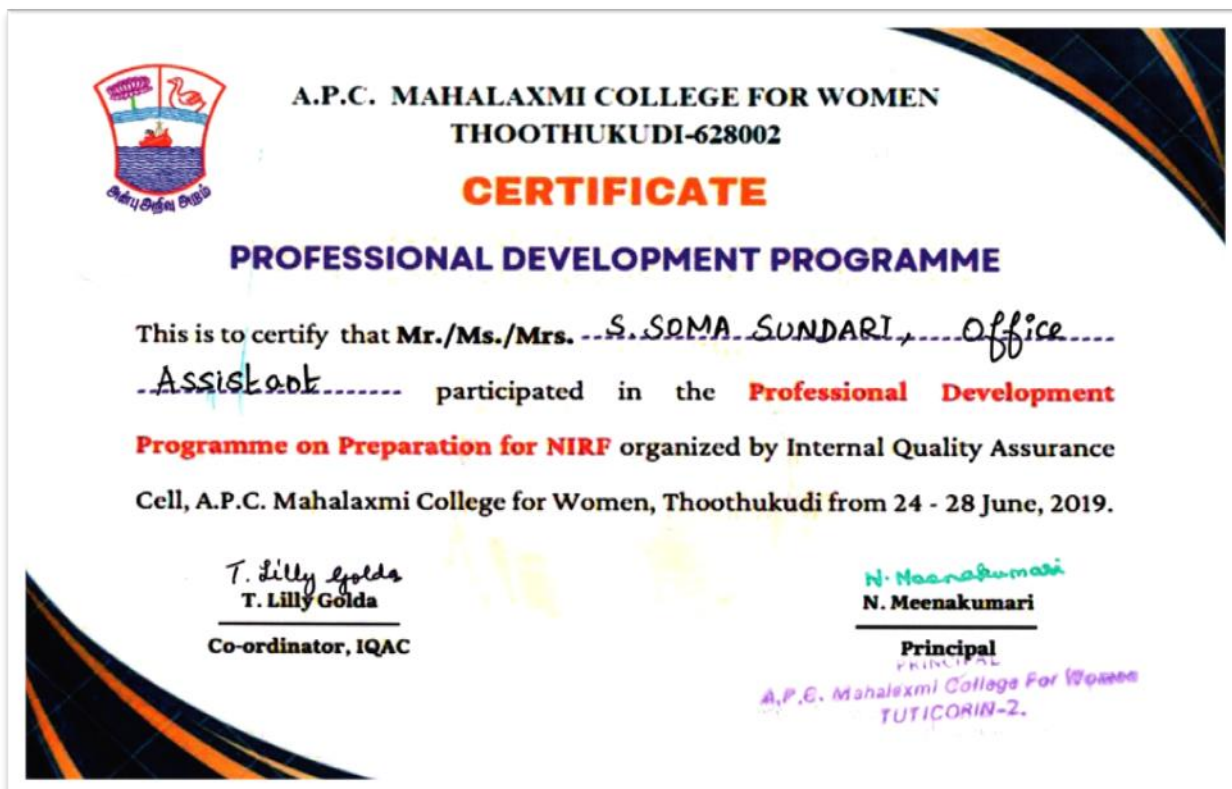 A.P.C. MAHALAXMI COLLEGE FOR WOMEN
THOOTHUKUDI-628002
அன்பு அறிவு அறம்
CERTIFICATE
PROFESSIONAL DEVELOPMENT PROGRAMME
This is to certify that Mr./Ms./Mrs. S. SOMA SUNDARI, Office
Assistant participated in the Professional Development
Programme on Preparation for NIRF organized by Internal Quality Assurance
Cell, A.P.C. Mahalaxmi College for Women, Thoothukudi from 24 - 28 June, 2019.
T. Lilly Golda
T. Lilly Golda
Co-ordinator, IQAC
N. Meenakumari
N. Meenakumari
Principal
PRINCIPAL
A.P.C. Mahalaxmi College For Women
TUTICORIN-2.